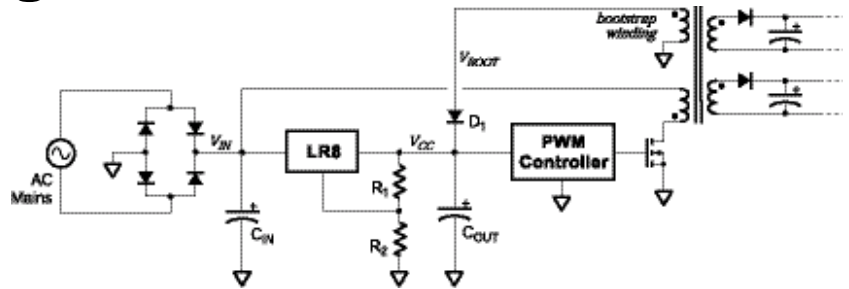 bootstrap
winding
VBOOT
D1
VIN
LR8
VCC
PWM
Controller
AC
Mains
R1
CIN
R2
COUT